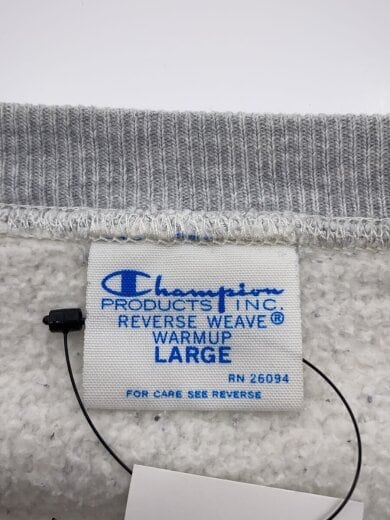 Champion
PRODUCTS INC.
REVERSE WEAVE®
WARMUP
LARGE
RN 26094
FOR CARE SEE REVERSE